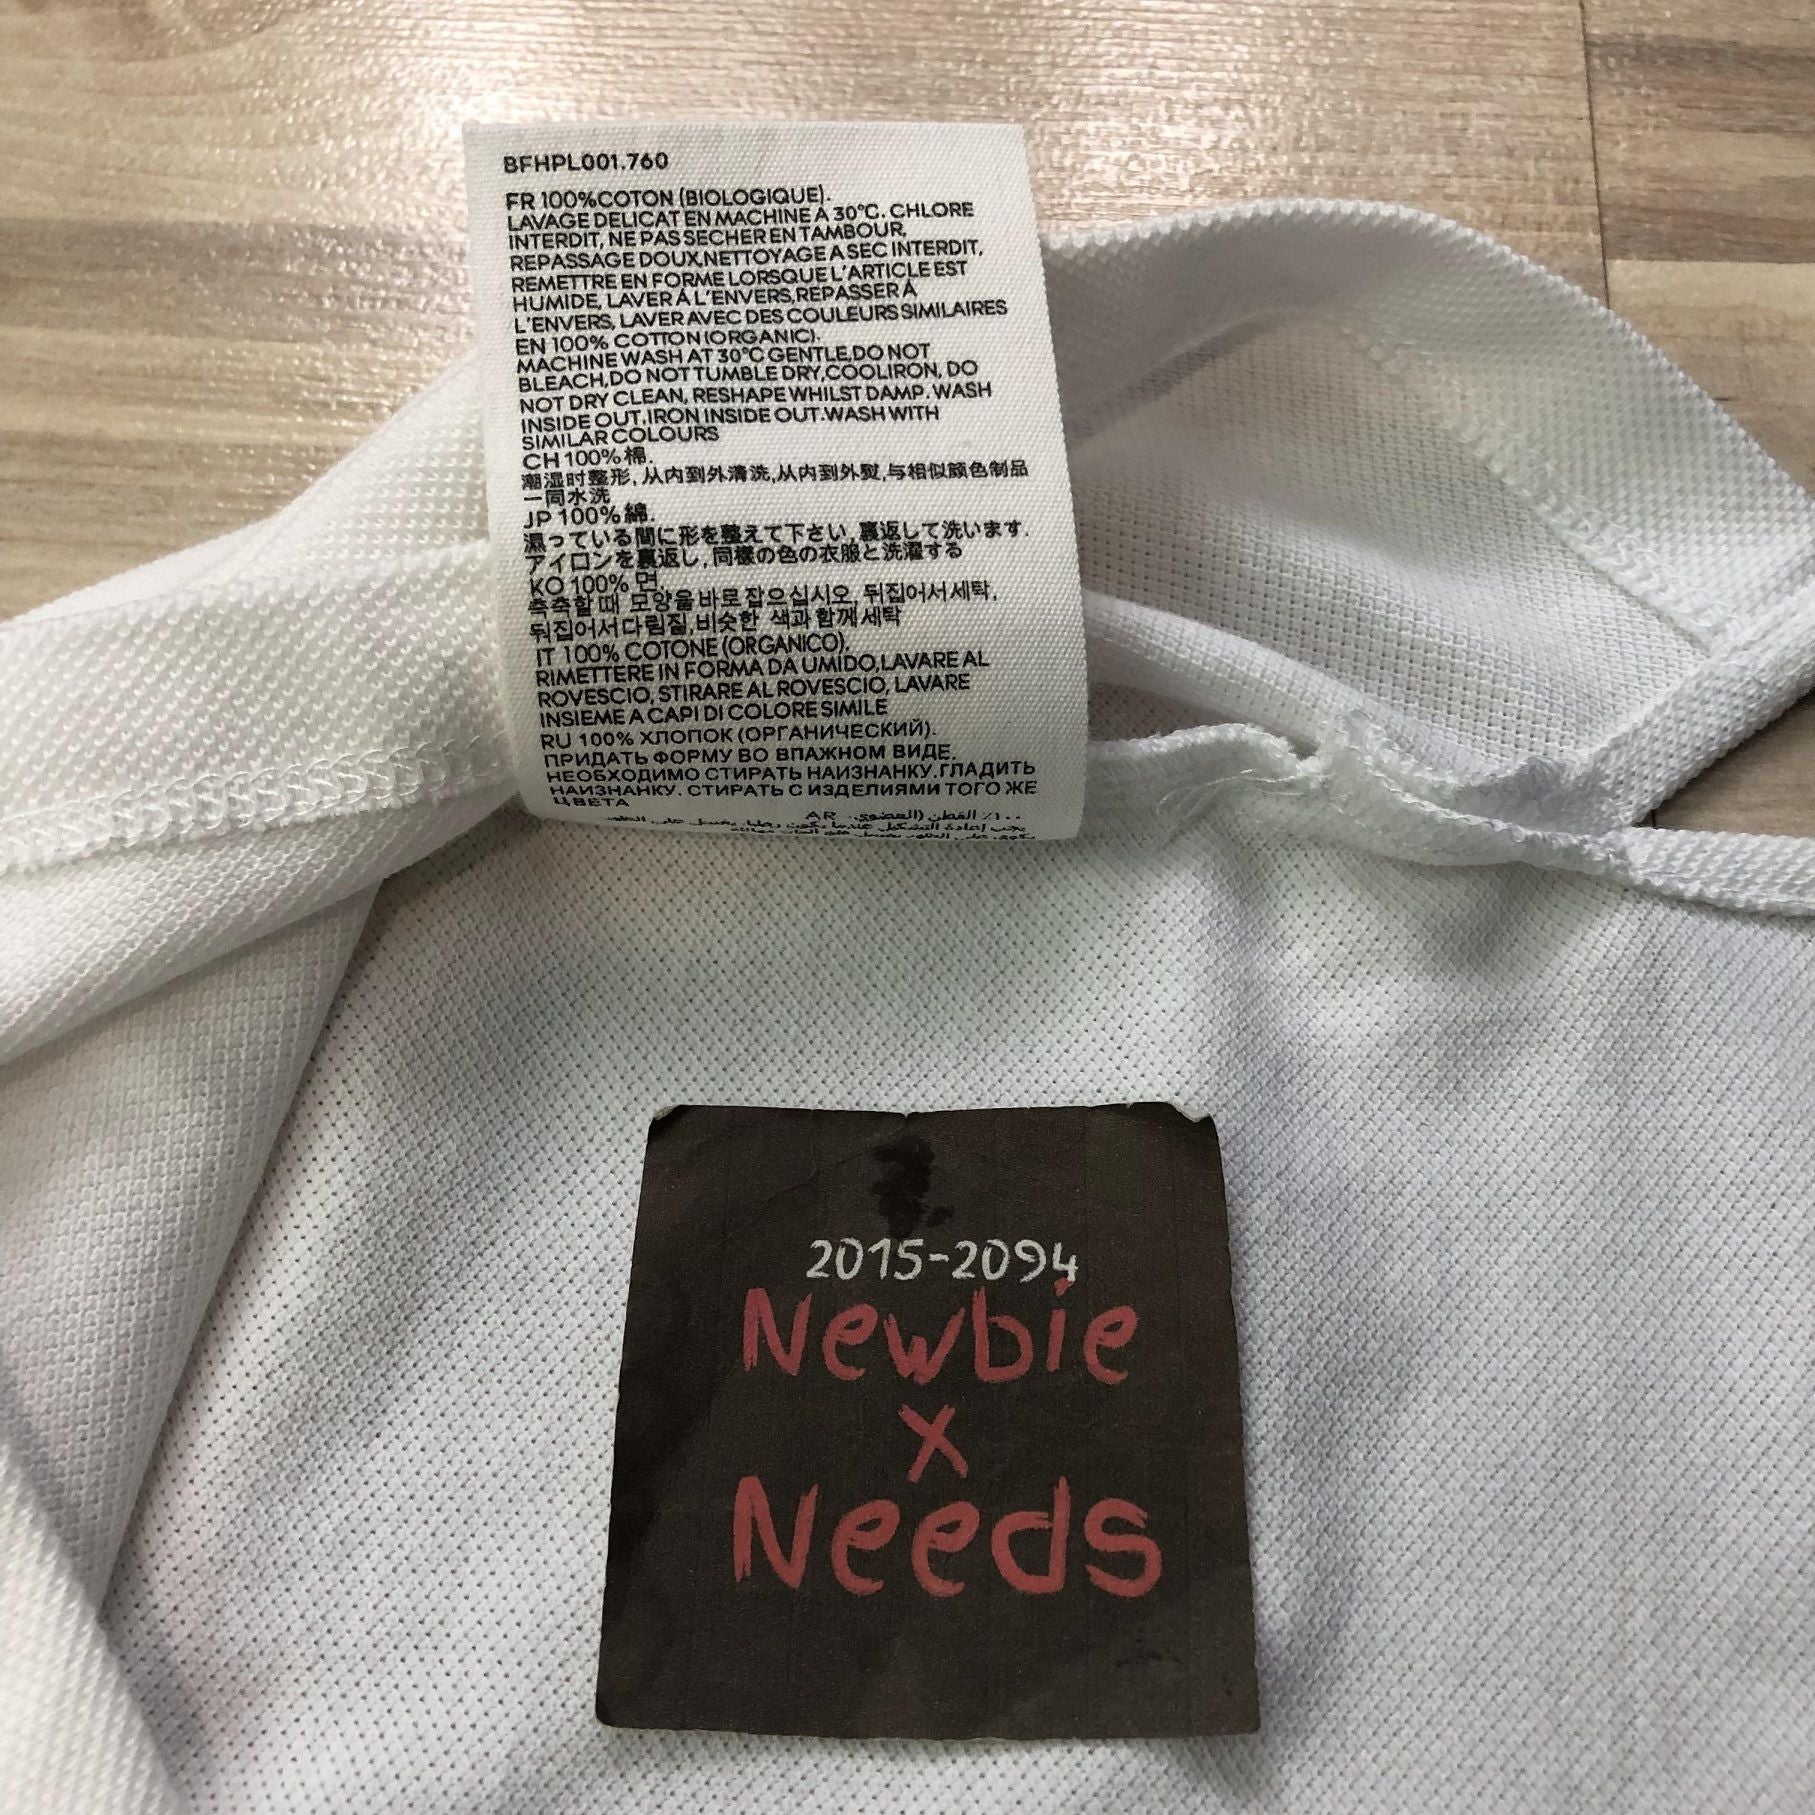 BFHPL001.760
FR 100%COTON (BIOLOGIQUE).
LAVAGE DELICAT EN MACHINE A 30°C. CHLORE
INTERDIT, NE PAS SECHER EN TAMBOUR,
REPASSAGE DOUX,NETTOYAGE A SEC INTERDIT,
REMETTRE EN FORME LORSQUE L'ARTICLE EST
HUMIDE, LAVER À L'ENVERS,REPASSER À
L'ENVERS, LAVER AVEC DES COULEURS SIMILAIRES
EN 100% COTTON (ORGANIC).
MACHINE WASH AT 30°C GENTLE,DO NOT
BLEACH,DO NOT TUMBLE DRY,COOL IRON, DO
NOT DRY CLEAN, RESHAPE WHILST DAMP. WASH
INSIDE OUT,IRON INSIDE OUT.WASH WITH
SIMILAR COLOURS
CH 100% 棉.
潮湿时整形, 从内到外清洗,从内到外熨,与相似颜色制品
一同水洗
JP 100% 綿.
濕っている間に形を整えて下さい, 裏返して洗います.
アイロンを裏返し, 同樣の色の衣服と洗濯する
KO 100% 면.
축축할 때 모양을 바로 잡으십시오, 뒤집어서 세탁,
뒤집어서 다림질,비슷한 색과 함께 세탁
IT 100% COTONE (ORGANICO),
RIMETTERE IN FORMA DA UMIDO,LAVARE AL
ROVESCIO, STIRARE AL ROVESCIO, LAVARE
INSIEME A CAPI DI COLORE SIMILE
RU 100% ХЛОПОК (ОРГАНИЧЕСКИЙ).
ПРИДАТЬ ФОРМУ ВО ВПАЖНОМ ВИДЕ,
НЕОБХОДИМО СТИРАТЬ НАИЗНАНКУ.ГЛАДИТЬ
НАИЗНАНКУ. СТИРАТЬ С ИЗДЕЛИЯМИ ТОГО ЖЕ
ЦВЕТА
AR ١٠٠٪ القطن (العضوي.
2015-2094
Newbie
x
Needs